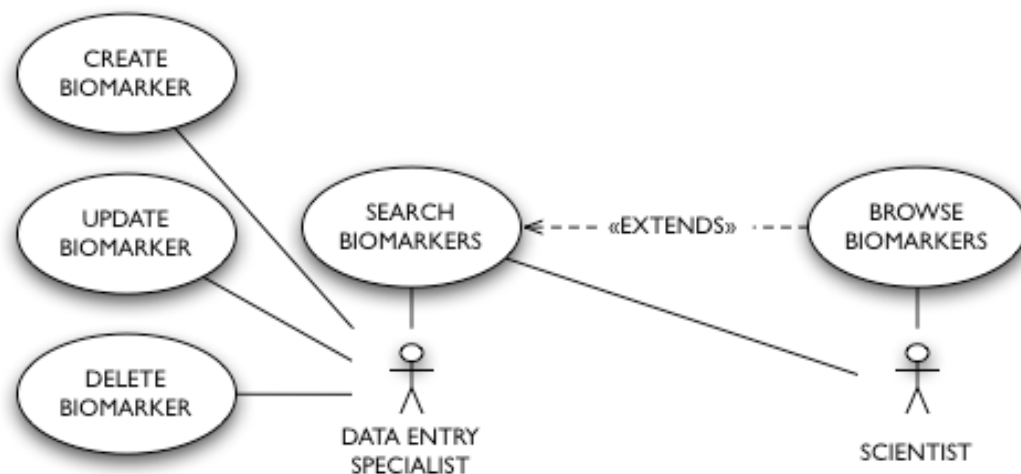 CREATE
BIOMARKER
UPDATE
BIOMARKER
DELETE
BIOMARKER
SEARCH
BIOMARKERS
«EXTENDS»
BROWSE
BIOMARKERS
DATA ENTRY
SPECIALIST
SCIENTIST